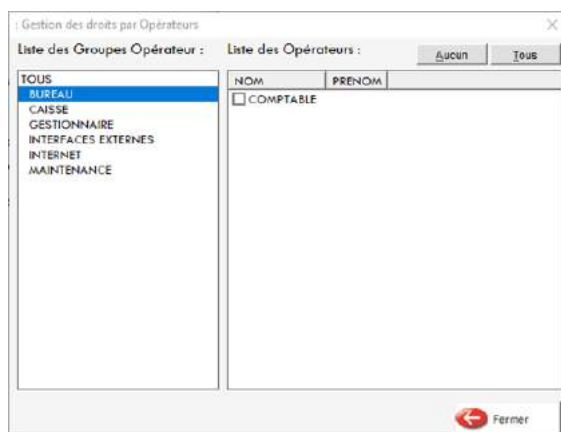 : Gestion des droits par Opérateurs
Liste des Groupes Opérateur :
Liste des Opérateurs :
Aucun
Tous
TOUS
BUREAU
CAISSE
GESTIONNAIRE
INTERFACES EXTERNES
INTERNET
MAINTENANCE
NOM
PRENOM
COMPTABLE
Fermer